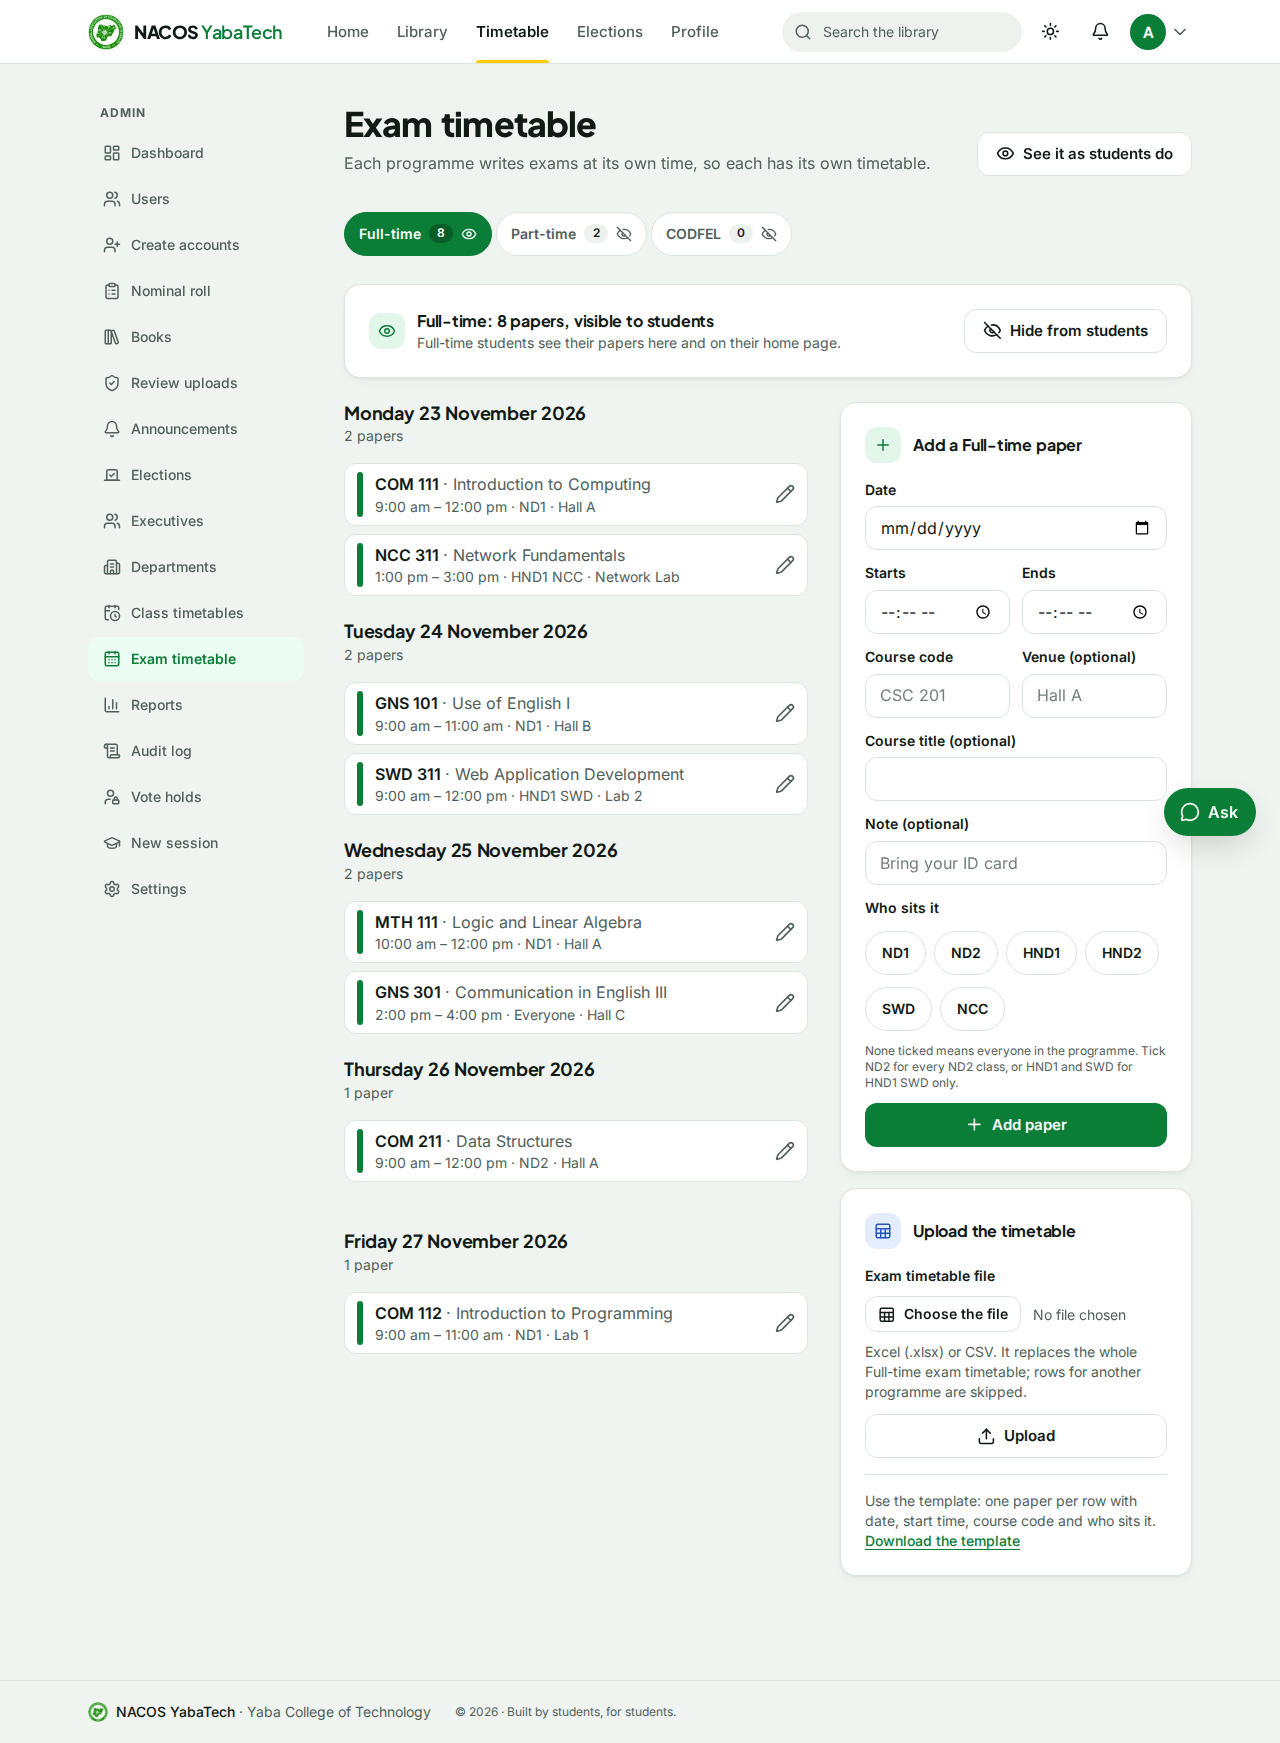 NACOS YabaTech
Home
Library
Timetable
Elections
Profile
Search the library
A
ADMIN
Dashboard
Users
Create accounts
Nominal roll
Books
Review uploads
Announcements
Elections
Executives
Departments
Class timetables
Exam timetable
Reports
Audit log
Vote holds
New session
Settings
Exam timetable
Each programme writes exams at its own time, so each has its own timetable.
See it as students do
Full-time 8
Part-time 2
CODFEL 0
Full-time: 8 papers, visible to students
Full-time students see their papers here and on their home page.
Hide from students
Monday 23 November 2026
2 papers
COM 111 · Introduction to Computing
9:00 am – 12:00 pm · ND1 · Hall A
NCC 311 · Network Fundamentals
1:00 pm – 3:00 pm · HND1 NCC · Network Lab
Tuesday 24 November 2026
2 papers
GNS 101 · Use of English I
9:00 am – 11:00 am · ND1 · Hall B
SWD 311 · Web Application Development
9:00 am – 12:00 pm · HND1 SWD · Lab 2
Wednesday 25 November 2026
2 papers
MTH 111 · Logic and Linear Algebra
10:00 am – 12:00 pm · ND1 · Hall A
GNS 301 · Communication in English III
2:00 pm – 4:00 pm · Everyone · Hall C
Thursday 26 November 2026
1 paper
COM 211 · Data Structures
9:00 am – 12:00 pm · ND2 · Hall A
Friday 27 November 2026
1 paper
COM 112 · Introduction to Programming
9:00 am – 11:00 am · ND1 · Lab 1
Add a Full-time paper
Date
mm/dd/yyyy
Starts
Ends
--:-- --
--:-- --
Course code
Venue (optional)
CSC 201
Hall A
Course title (optional)
Note (optional)
Bring your ID card
Who sits it
ND1
ND2
HND1
HND2
SWD
NCC
None ticked means everyone in the programme. Tick
ND2 for every ND2 class, or HND1 and SWD for
HND1 SWD only.
Add paper
Ask
Upload the timetable
Exam timetable file
Choose the file
No file chosen
Excel (.xlsx) or CSV. It replaces the whole
Full-time exam timetable; rows for another
programme are skipped.
Upload
Use the template: one paper per row with
date, start time, course code and who sits it.
Download the template
NACOS YabaTech · Yaba College of Technology
© 2026 · Built by students, for students.